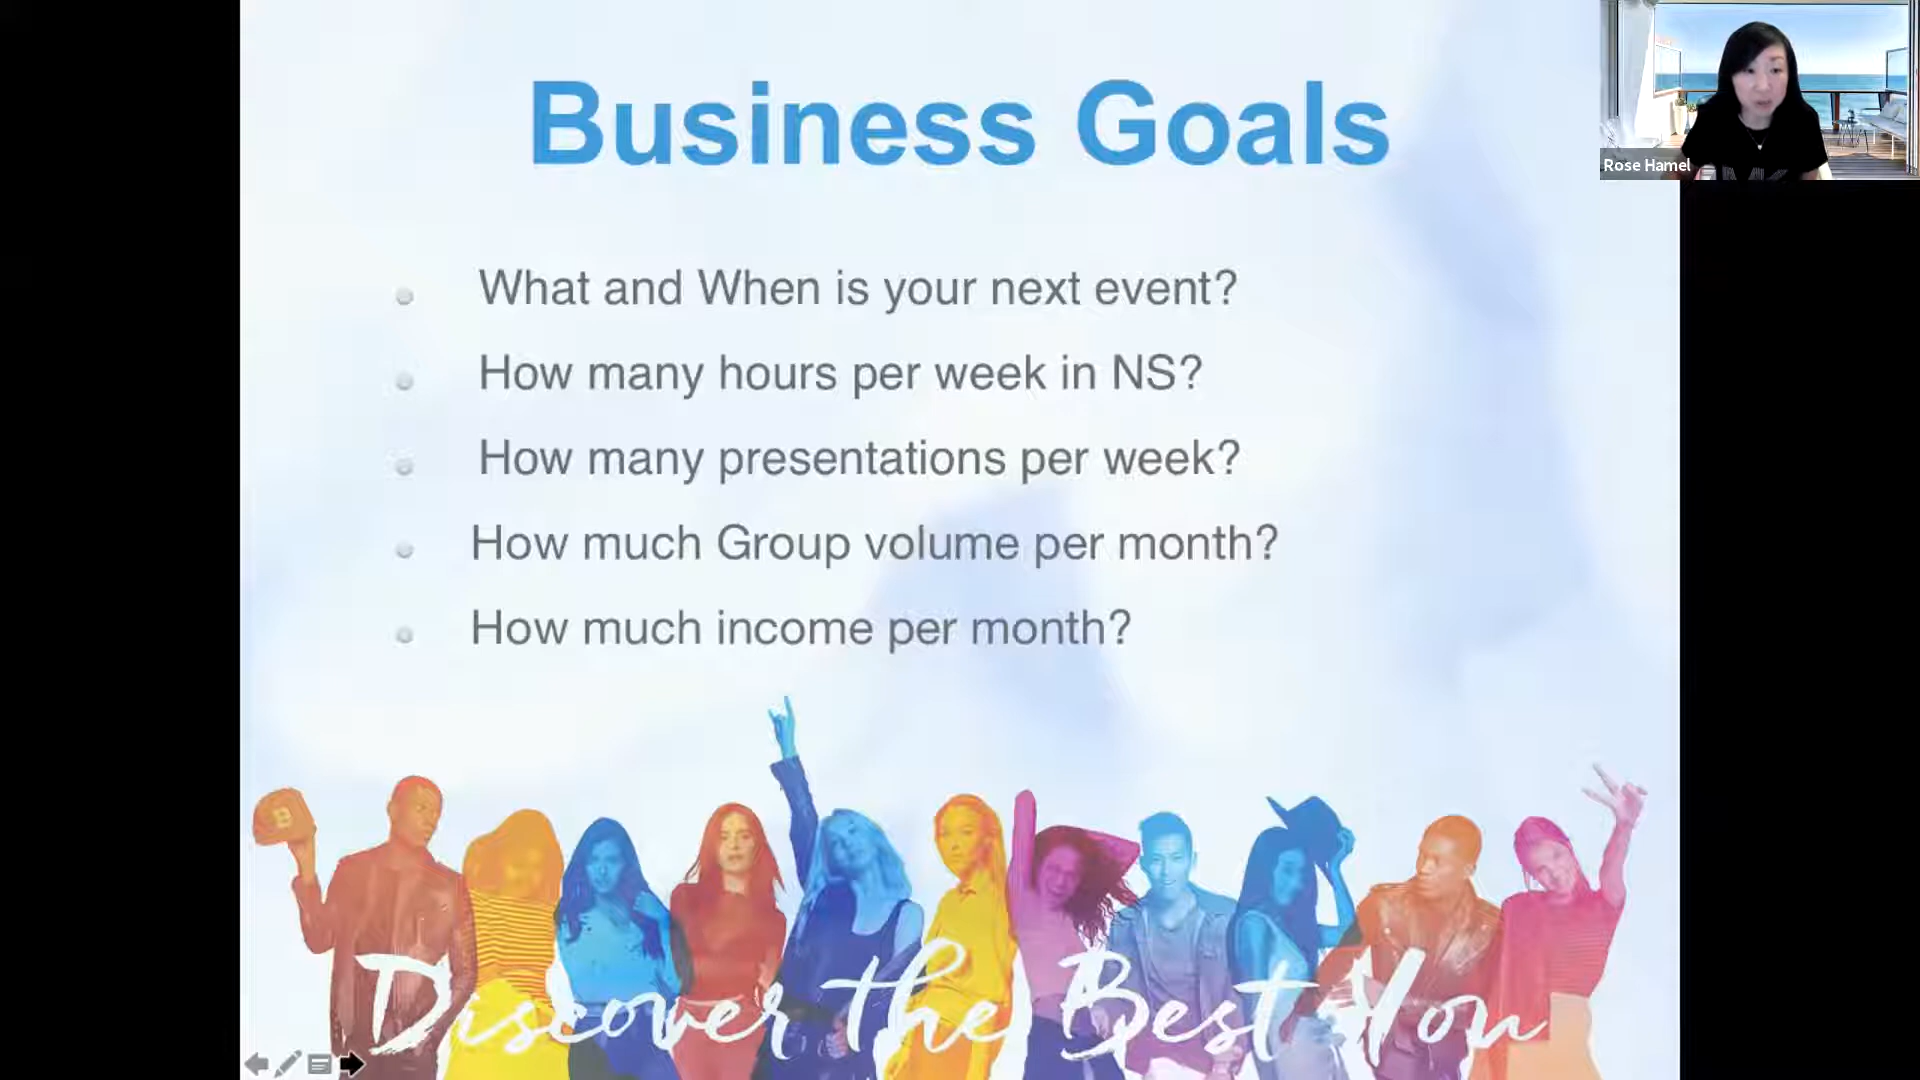 Business Goals
Rose Hamel
What and When is your next event?
How many hours per week in NS?
How many presentations per week?
How much Group volume per month?
How much income per month?
Discover the Best You